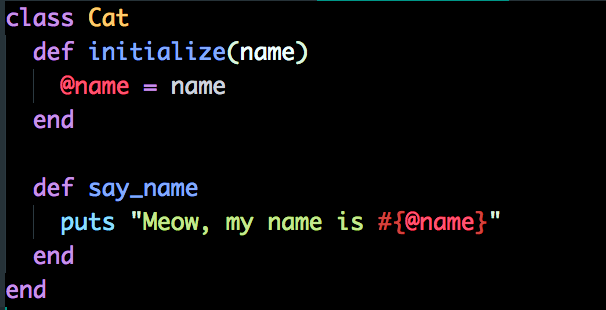 class Cat
  def initialize(name)
    @name = name
  end

  def say_name
    puts "Meow, my name is #{@name}"
  end
end